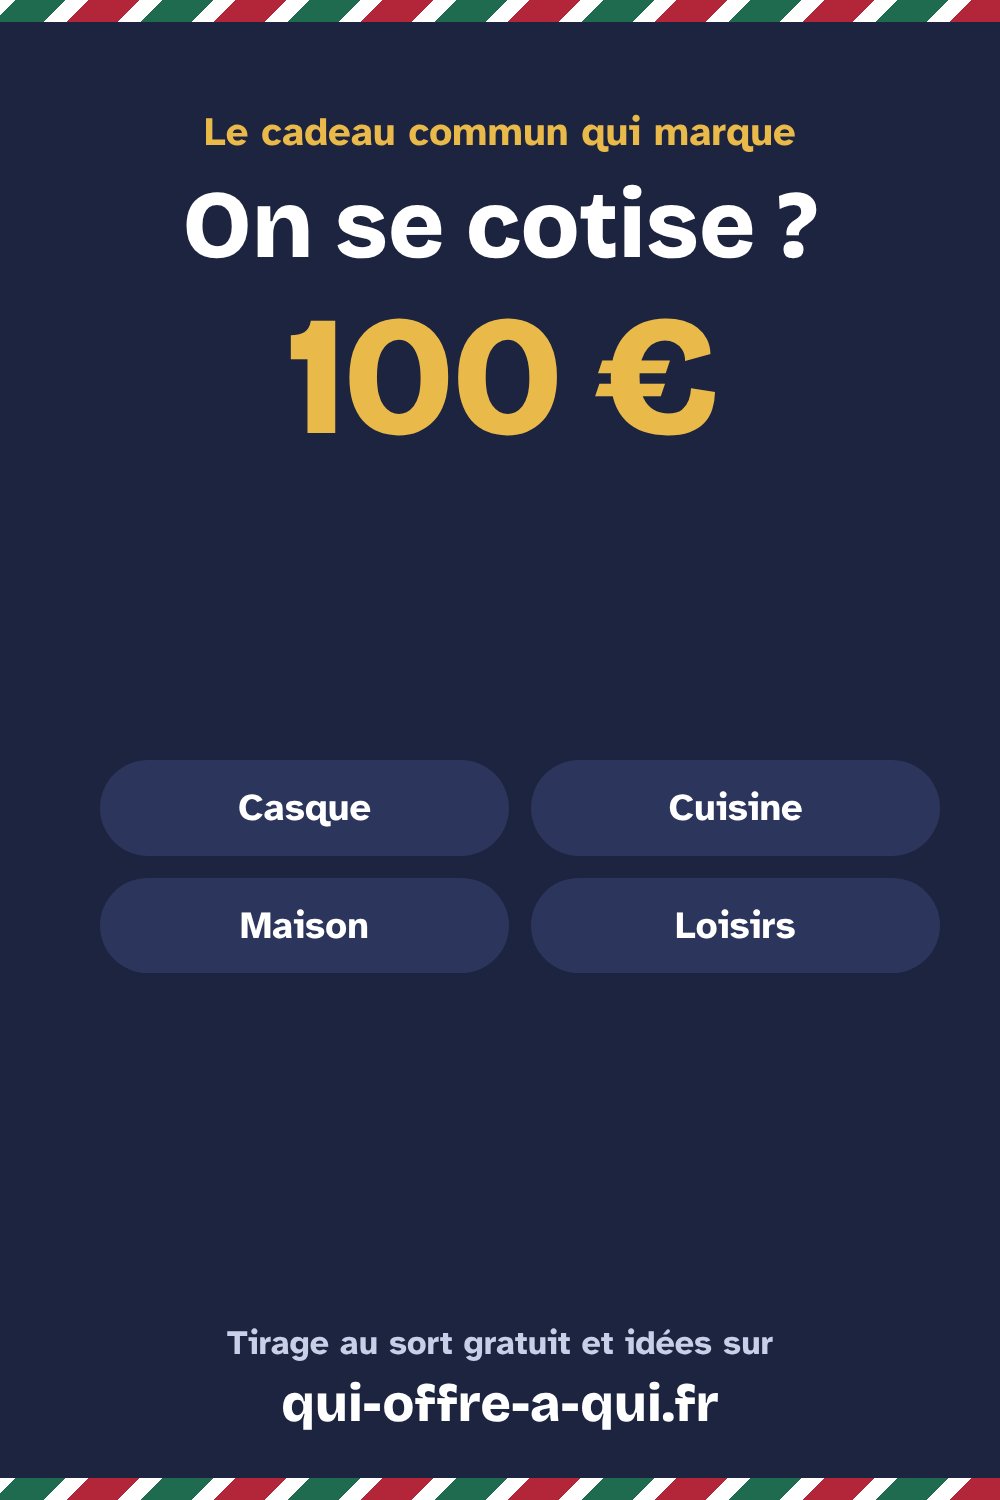 Le cadeau commun qui marque
On se cotise ?
100 €
Casque
Cuisine
Maison
Loisirs
Tirage au sort gratuit et idées sur
qui-offre-a-qui.fr